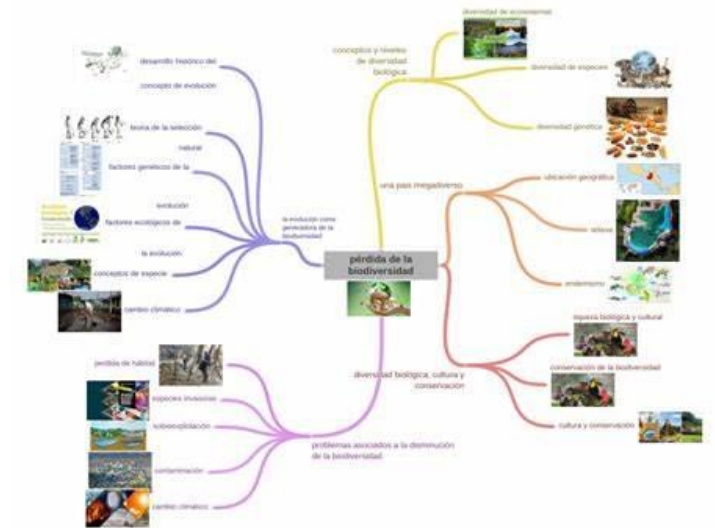 diversidad de ecosistemas
conceptos y niveles
de diversidad
biológica
diversidad de especies
diversidad genética
desarrollo histórico del
concepto de evolución
teoria de la selección
natural
factores genéticos de la
evolución
factores ecológicos de
la evolución
conceptos de especie
cambio climático
la evolución como
generadora de la
biodiversidad
pérdida de la
biodiversidad
una pais megadiverso
ubicación geográfica
relieve
endemismo
riqueza biológica y cultural
conservación de la biodiversidad
cultura y conservación
diversidad biológica, cultura y
conservación
perdida de hábitat
especies invasoras
sobreexplotación
contaminación
cambio climático
problemas asociados a la disminución
de la biodiversidad